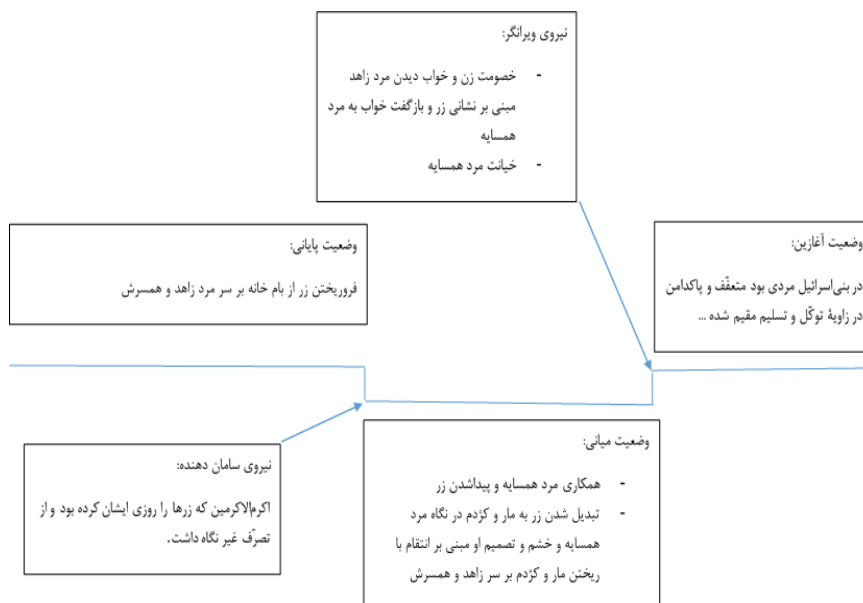 نیروی ویرانگر:
- خصومت زن و خواب دیدن مرد زاهد
مبنی بر نشانی زر و بازگفت خواب به مرد
همسایه
- خیانت مرد همسایه
وضعیت آغازین:
در بنی‌اسرائیل مردی بود متعفّف و پاکدامن
در زاویۀ توکّل و تسلیم مقیم شده ...
وضعیت پایانی:
فروریختن زر از بام خانه بر سر مرد زاهد و همسرش
وضعیت میانی:
- همکاری مرد همسایه و پیداشدن زر
- تبدیل شدن زر به مار و کژدم در نگاه مرد
همسایه و خشم و تصمیم او مبنی بر انتقام با
ریختن مار و کژدم بر سر زاهد و همسرش
نیروی سامان دهنده:
اکرم‌الاکرمین که زرها را روزی ایشان کرده بود و از
تصرّف غیر نگاه داشت.